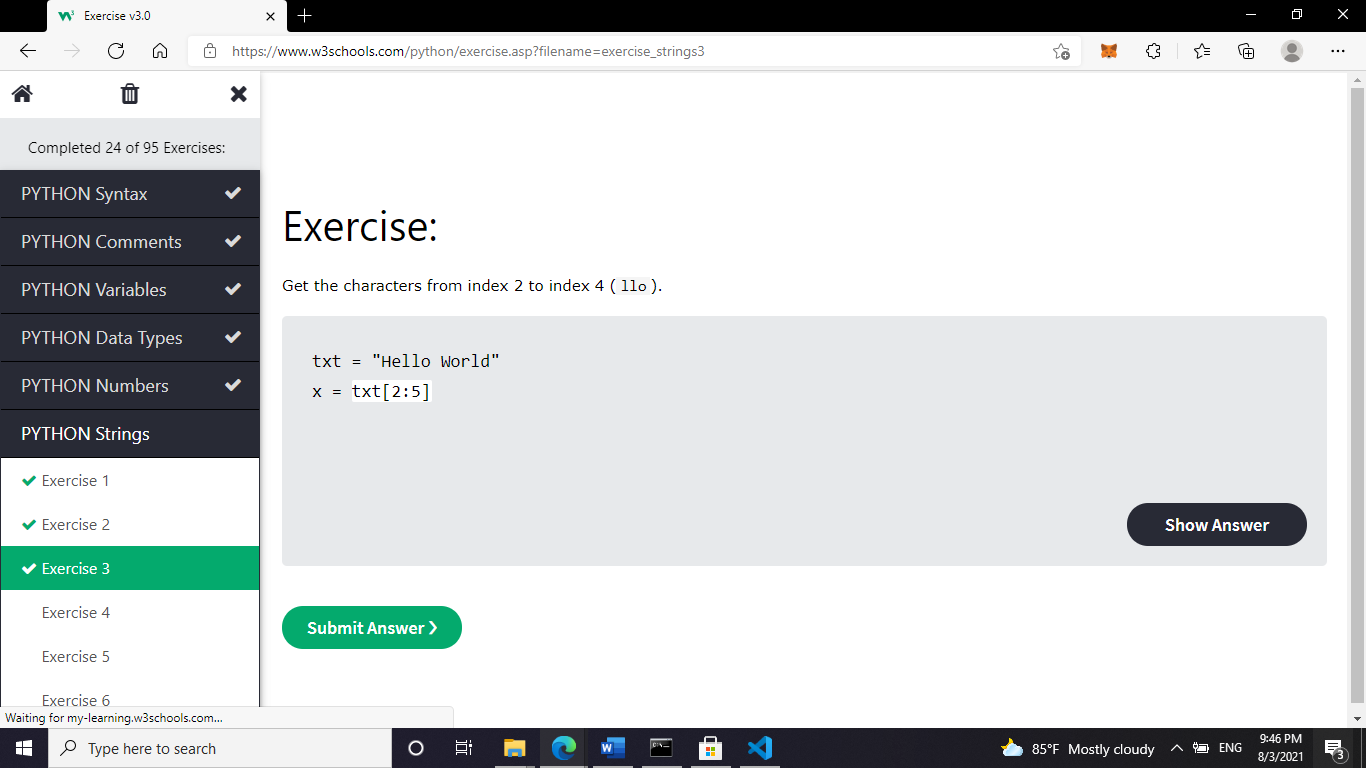 Exercise v3.0
https://www.w3schools.com/python/exercise.asp?filename=exercise_strings3
Completed 24 of 95 Exercises:
PYTHON Syntax
PYTHON Comments
PYTHON Variables
PYTHON Data Types
PYTHON Numbers
PYTHON Strings
Exercise 1
Exercise 2
Exercise 3
Exercise 4
Exercise 5
Exercise 6
Waiting for my-learning.w3schools.com...
Exercise:
Get the characters from index 2 to index 4 ( llo ).
txt = "Hello World"
x = txt[2:5]
Show Answer
Submit Answer ❯
Type here to search
85°F Mostly cloudy
ENG
9:46 PM
8/3/2021
3